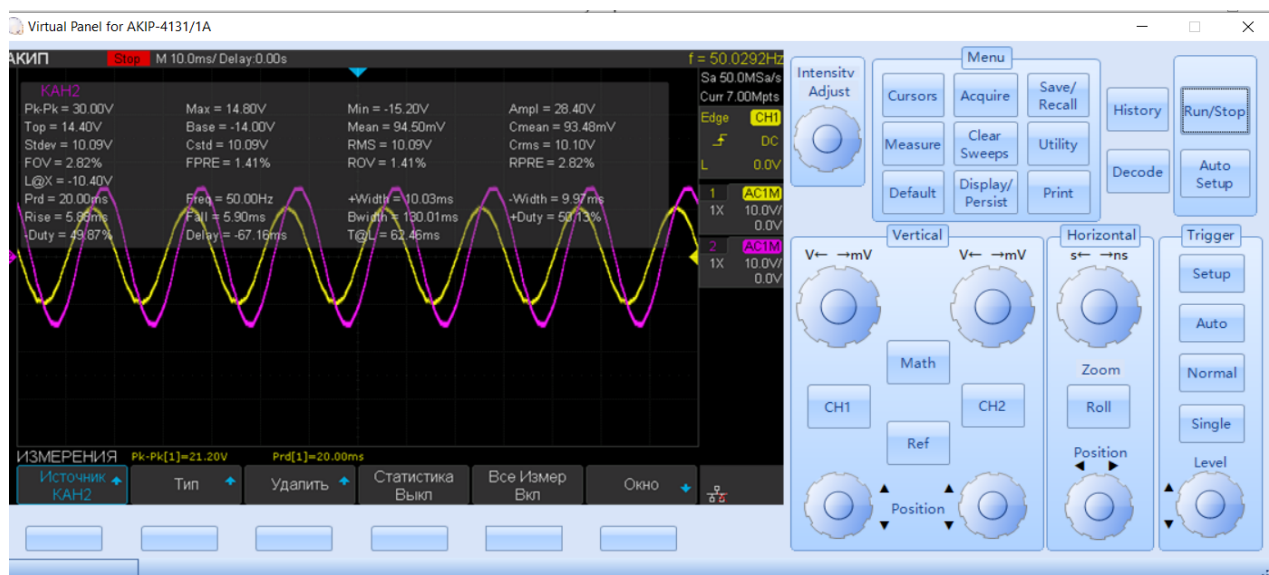 Virtual Panel for AKIP-4131/1A
АКИП Stop M 10.0ms/Delay:0.00s f = 50.0292Hz
Sa 50.0MSa/s
Curr 7.00Mpts
Edge CH1
DC
L 0.0V
1 AC1M
1X 10.0V/
0.0V
2 AC1M
1X 10.0V/
0.0V
КАН2
Pk-Pk = 30.00V Max = 14.80V Min = -15.20V Ampl = 28.40V
Top = 14.40V Base = -14.00V Mean = 94.50mV Cmean = 93.48mV
Stdev = 10.09V Cstd = 10.09V RMS = 10.09V Crms = 10.10V
FOV = 2.82% FPRE = 1.41% ROV = 1.41% RPRE = 2.82%
L@X = -10.40V
Prd = 20.00ms Freq = 50.00Hz +Width = 10.03ms -Width = 9.97ms
Rise = 5.89ms Fall = 5.90ms Bwidth = 130.01ms +Duty = 50.13%
-Duty = 49.87% Delay = -67.16ms T@L = 62.46ms
ИЗМЕРЕНИЯ Pk-Pk[1]=21.20V Prd[1]=20.00ms
Источник
КАН2
Тип
Удалить
Статистика
Выкл
Все Измер
Вкл
Окно
Intensity
Adjust
Menu
Cursors
Acquire
Save/
Recall
Measure
Clear
Sweeps
Utility
Default
Display/
Persist
Print
History
Decode
Run/Stop
Auto
Setup
Vertical
V← →mV
V← →mV
Math
CH1
CH2
Ref
Position
Horizontal
s← →ns
Zoom
Roll
Position
Trigger
Setup
Auto
Normal
Single
Level